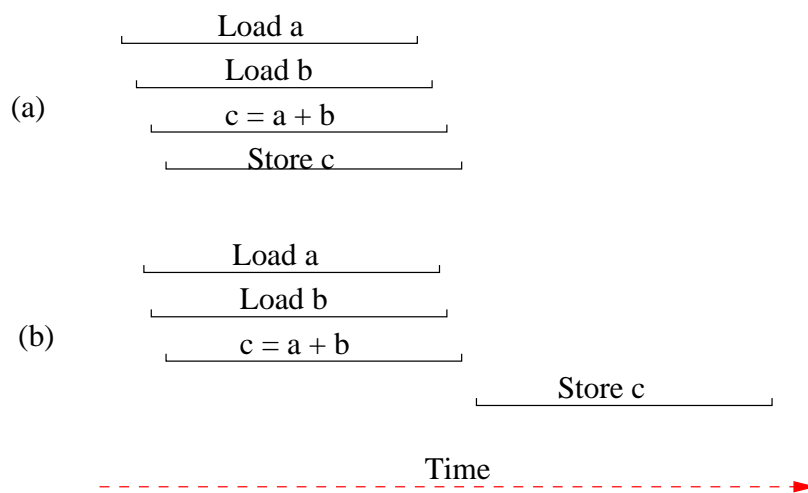 Load a
Load b
(a)
c = a + b
Store c
Load a
Load b
(b)
c = a + b
Store c
Time